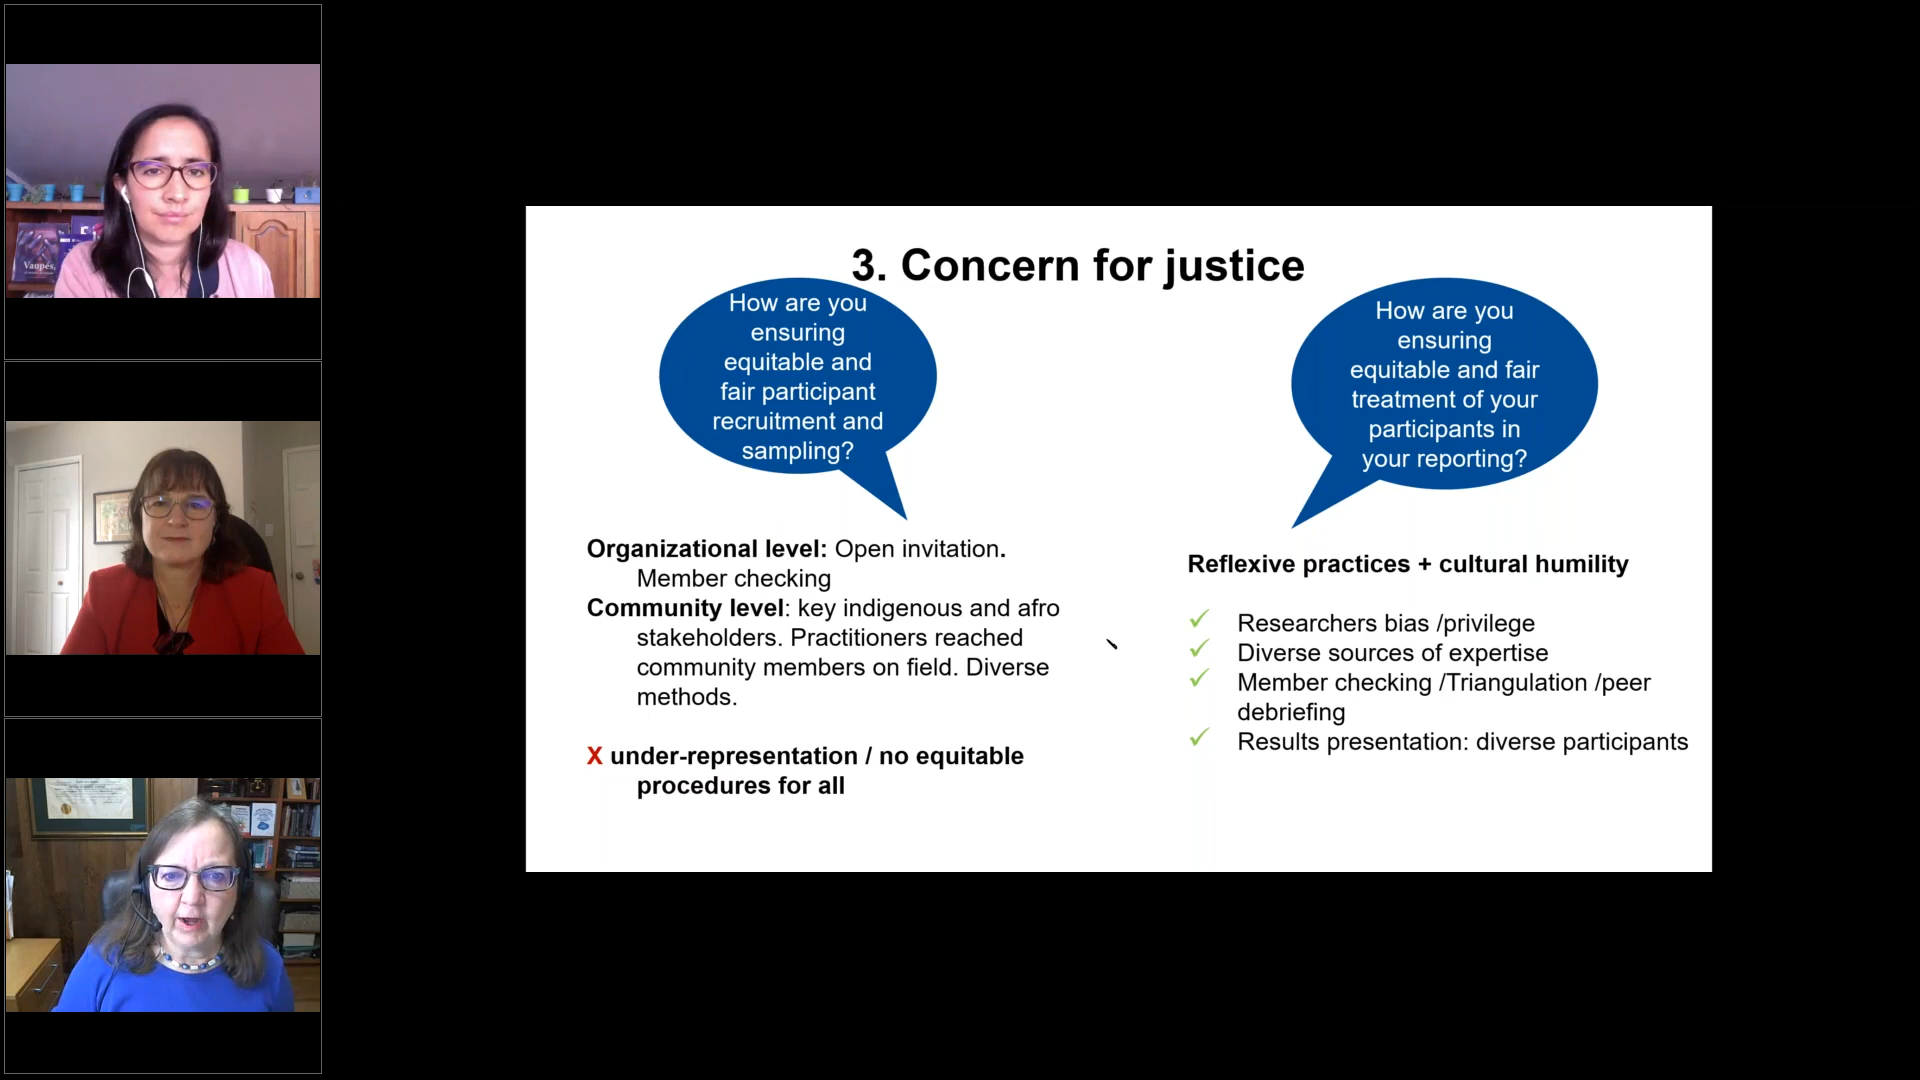 Vaupés,
3. Concern for justice
How are you
ensuring
equitable and
fair participant
recruitment and
sampling?
How are you
ensuring
equitable and fair
treatment of your
participants in
your reporting?
Organizational level: Open invitation.
Member checking
Community level: key indigenous and afro
stakeholders. Practitioners reached
community members on field. Diverse
methods.
X under-representation / no equitable
procedures for all
Reflexive practices + cultural humility
✓ Researchers bias /privilege
✓ Diverse sources of expertise
✓ Member checking /Triangulation /peer
debriefing
✓ Results presentation: diverse participants